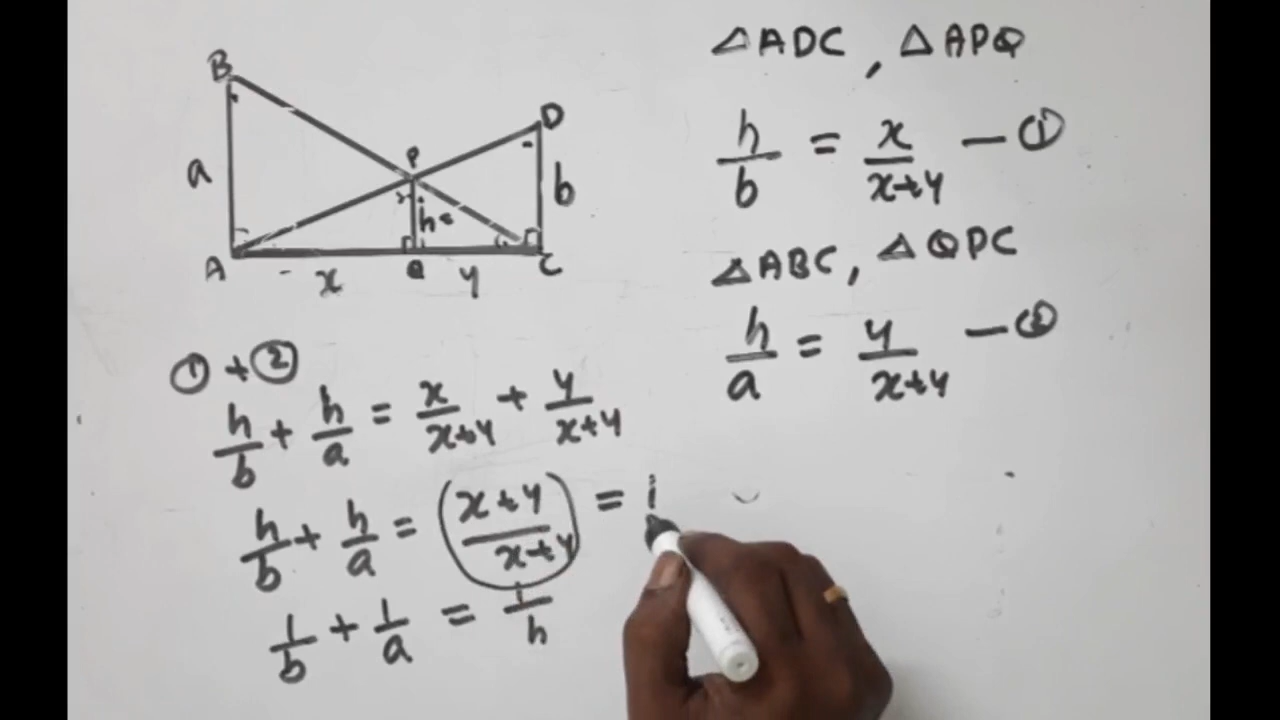 B
D
P
a
h
b
A
x
Q
y
C
△ADC, △APQ
h/b = x/x+y — ①
△ABC, △QPC
h/a = y/x+y — ②
① + ②
h/b + h/a = x/x+y + y/x+y
h/b + h/a = (x+y/x+y) = 1
1/b + 1/a = 1/h